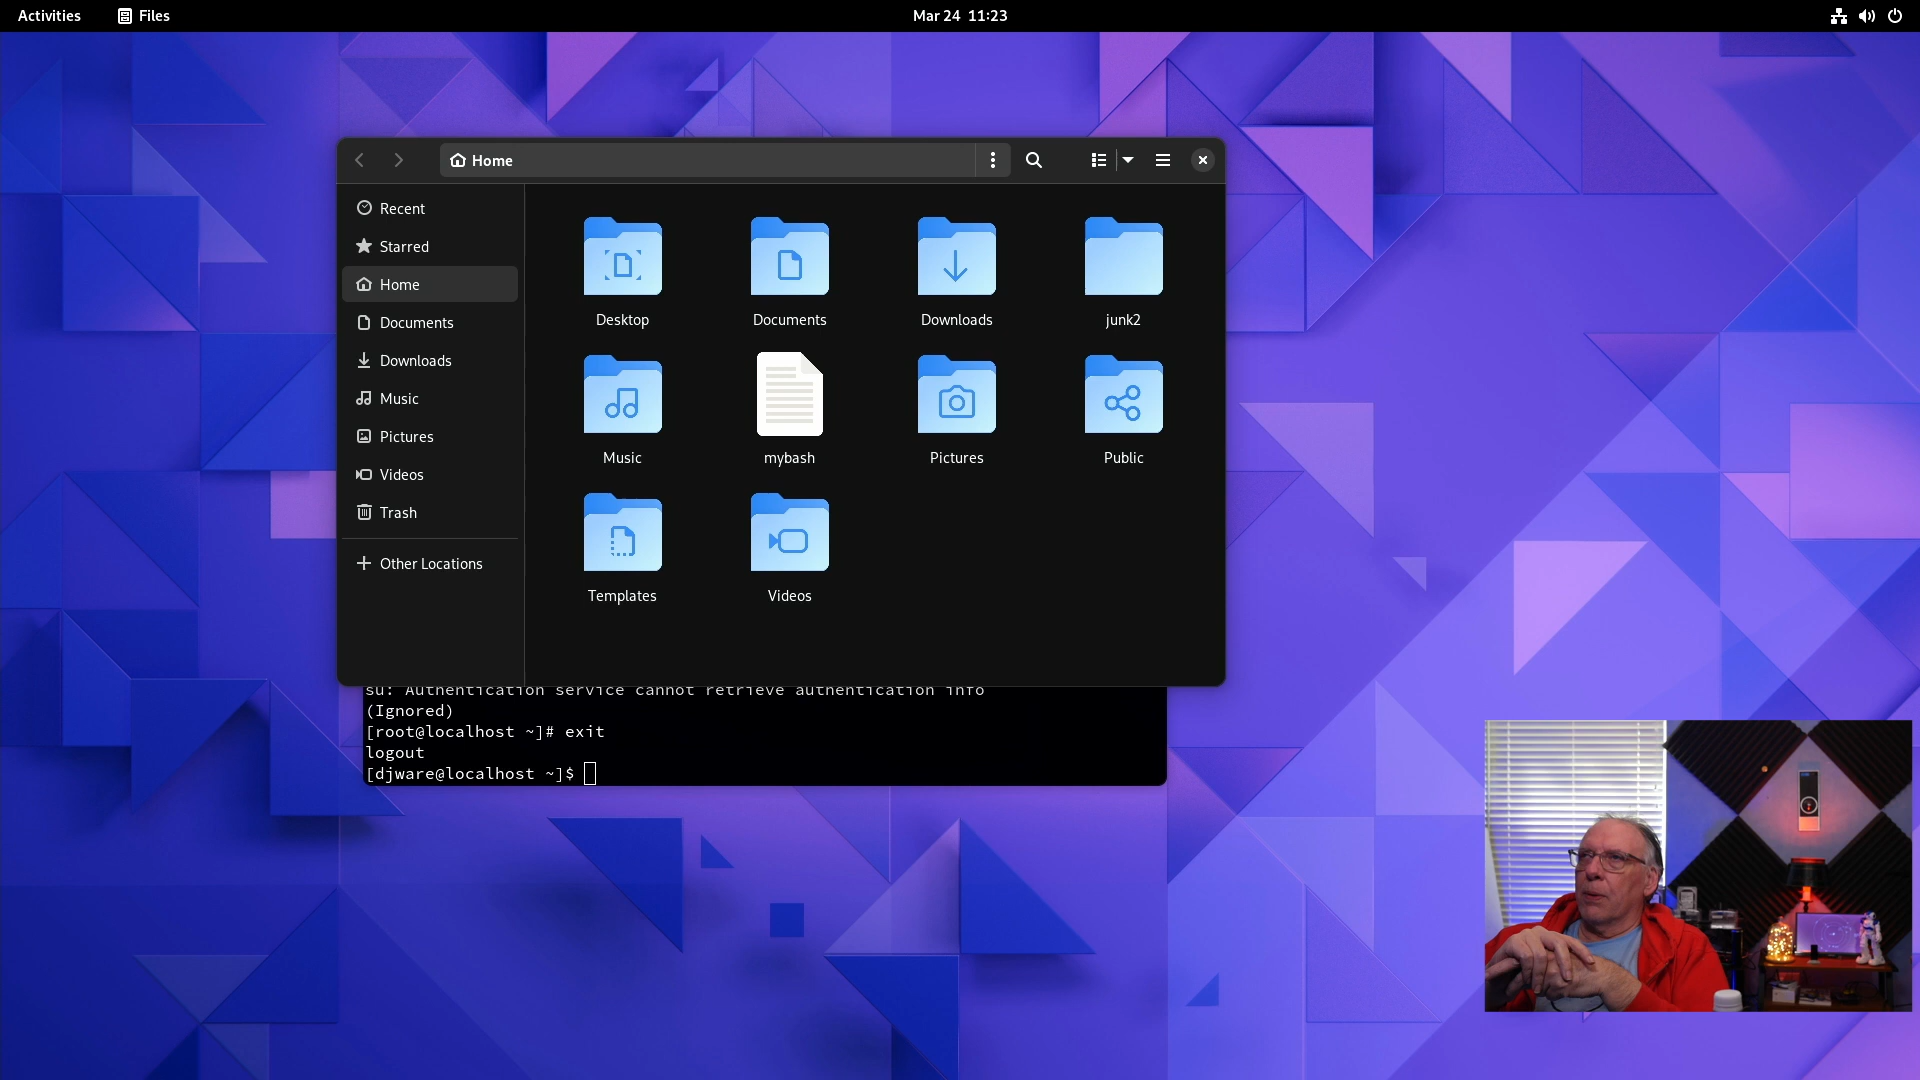 Activities
Files
Mar 24 11:23
Home
Recent
Starred
Home
Documents
Downloads
Music
Pictures
Videos
Trash
Other Locations
Desktop
Documents
Downloads
junk2
Music
mybash
Pictures
Public
Templates
Videos
su: Authentication service cannot retrieve authentication info
(Ignored)
[root@localhost ~]# exit
logout
[djware@localhost ~]$